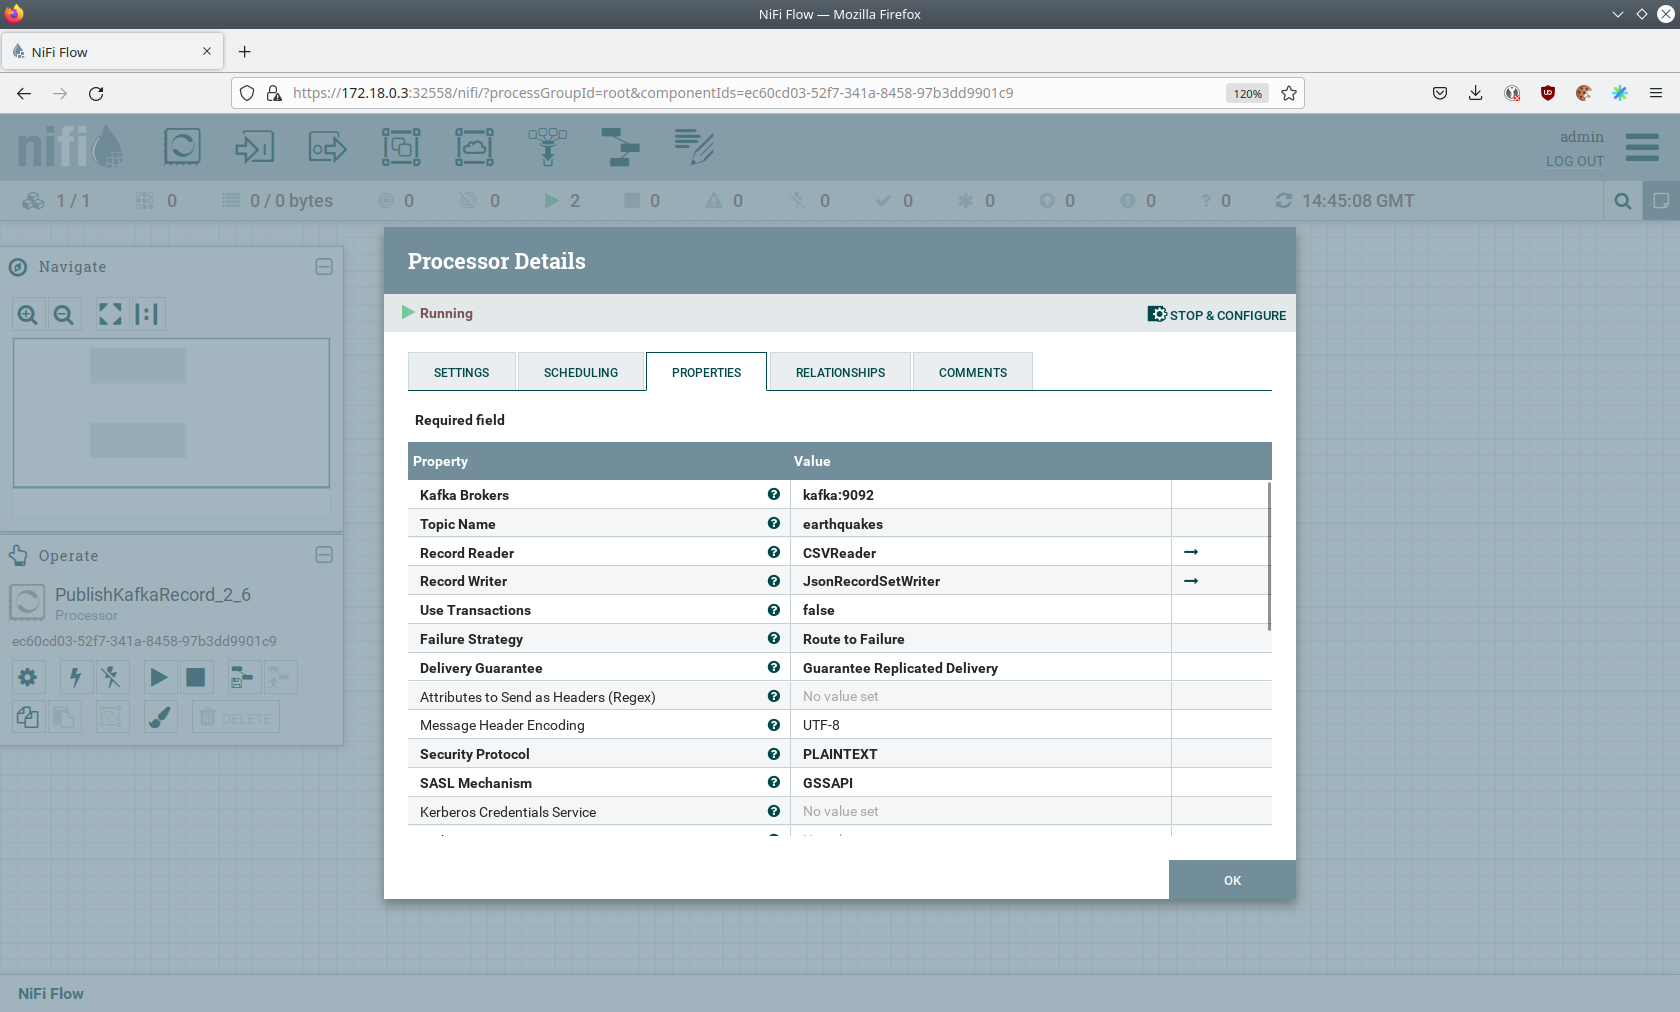 NiFi Flow — Mozilla Firefox
NiFi Flow
https://172.18.0.3:32558/nifi/?processGroupId=root&componentIds=ec60cd03-52f7-341a-8458-97b3dd9901c9
120%
nifi
admin
LOG OUT
1 / 1 0 0 / 0 bytes 0 0 2 0 0 0 0 0 0 0 0 14:45:08 GMT
Navigate
Operate
PublishKafkaRecord_2_6
Processor
ec60cd03-52f7-341a-8458-97b3dd9901c9
DELETE
Processor Details
Running
STOP & CONFIGURE
SETTINGS SCHEDULING PROPERTIES RELATIONSHIPS COMMENTS
Required field
Property Value
Kafka Brokers kafka:9092
Topic Name earthquakes
Record Reader CSVReader
Record Writer JsonRecordSetWriter
Use Transactions false
Failure Strategy Route to Failure
Delivery Guarantee Guarantee Replicated Delivery
Attributes to Send as Headers (Regex) No value set
Message Header Encoding UTF-8
Security Protocol PLAINTEXT
SASL Mechanism GSSAPI
Kerberos Credentials Service No value set
OK
NiFi Flow